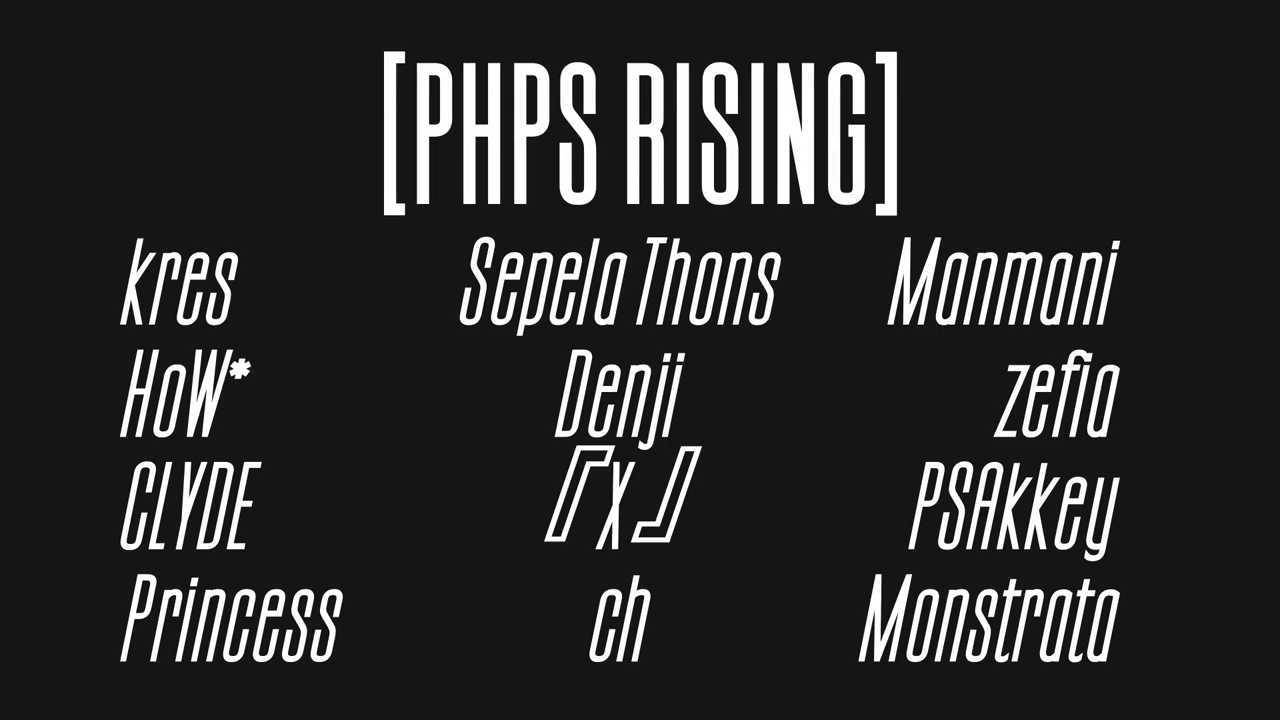 [PHPS RISING]
kres Sepela Thons Manmani
HoW* Denji zefia
CLYDE 『X』 PSAkkey
Princess ch Monstrata